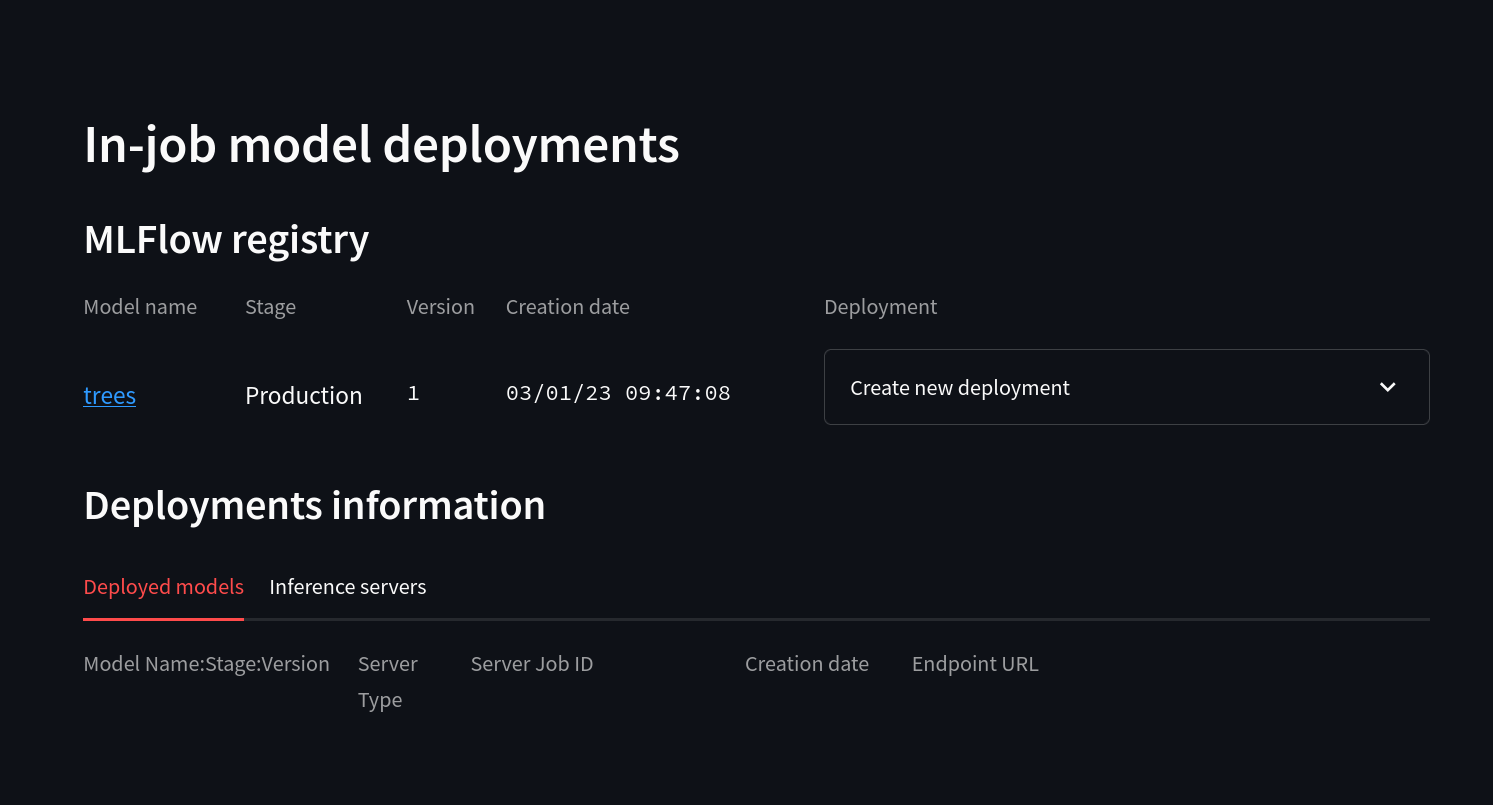 In-job model deployments
MLFlow registry
Model name Stage Version Creation date Deployment
trees Production 1 03/01/23 09:47:08 Create new deployment
Deployments information
Deployed models Inference servers
Model Name:Stage:Version Server Type Server Job ID Creation date Endpoint URL